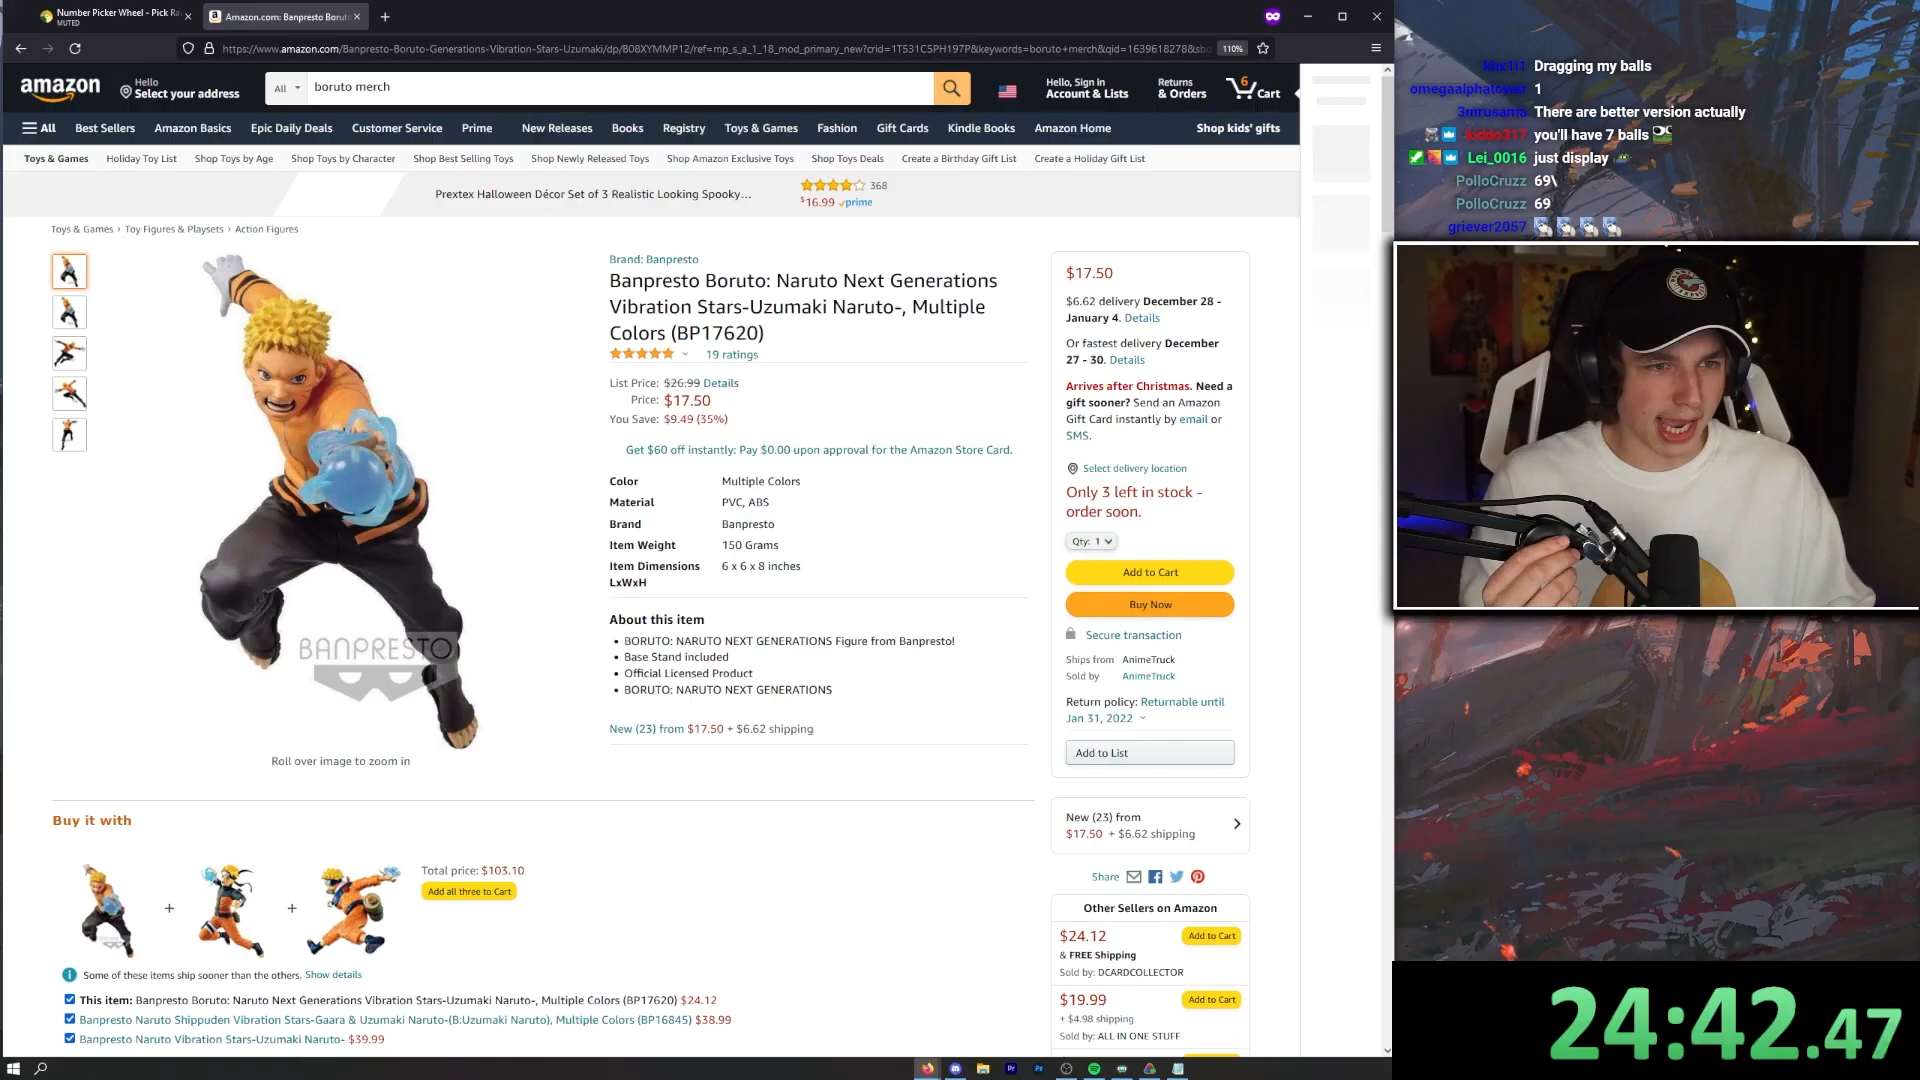 Number Picker Wheel - Pick Ra
MUTED
Amazon.com: Banpresto Borut
https://www.amazon.com/Banpresto-Boruto-Generations-Vibration-Stars-Uzumaki/dp/B08XYMMP12/ref=mp_s_a_1_18_mod_primary_new?crid=1T531C5PH197P&keywords=boruto+merch&qid=1639618278&sb
110%
amazon
Hello
Select your address
All
boruto merch
Hello, Sign in
Account & Lists
Returns
& Orders
6
Cart
All
Best Sellers
Amazon Basics
Epic Daily Deals
Customer Service
Prime
New Releases
Books
Registry
Toys & Games
Fashion
Gift Cards
Kindle Books
Amazon Home
Shop kids' gifts
Toys & Games
Holiday Toy List
Shop Toys by Age
Shop Toys by Character
Shop Best Selling Toys
Shop Newly Released Toys
Shop Amazon Exclusive Toys
Shop Toys Deals
Create a Birthday Gift List
Create a Holiday Gift List
Prextex Halloween Décor Set of 3 Realistic Looking Spooky…
368
$16.99 prime
Toys & Games › Toy Figures & Playsets › Action Figures
BANPRESTO
Roll over image to zoom in
Brand: Banpresto
Banpresto Boruto: Naruto Next Generations
Vibration Stars-Uzumaki Naruto-, Multiple
Colors (BP17620)
19 ratings
List Price: $26.99 Details
Price: $17.50
You Save: $9.49 (35%)
Get $60 off instantly: Pay $0.00 upon approval for the Amazon Store Card.
Color Multiple Colors
Material PVC, ABS
Brand Banpresto
Item Weight 150 Grams
Item Dimensions 6 x 6 x 8 inches
LxWxH
About this item
• BORUTO: NARUTO NEXT GENERATIONS Figure from Banpresto!
• Base Stand included
• Official Licensed Product
• BORUTO: NARUTO NEXT GENERATIONS
New (23) from $17.50 + $6.62 shipping
$17.50
$6.62 delivery December 28 -
January 4. Details
Or fastest delivery December
27 - 30. Details
Arrives after Christmas. Need a
gift sooner? Send an Amazon
Gift Card instantly by email or
SMS.
Select delivery location
Only 3 left in stock -
order soon.
Qty: 1
Add to Cart
Buy Now
Secure transaction
Ships from AnimeTruck
Sold by AnimeTruck
Return policy: Returnable until
Jan 31, 2022
Add to List
New (23) from
$17.50 + $6.62 shipping
Share
Other Sellers on Amazon
$24.12
Add to Cart
& FREE Shipping
Sold by: DCARDCOLLECTOR
$19.99
Add to Cart
+ $4.98 shipping
Sold by: ALL IN ONE STUFF
Buy it with
+
+
Total price: $103.10
Add all three to Cart
Some of these items ship sooner than the others. Show details
This item: Banpresto Boruto: Naruto Next Generations Vibration Stars-Uzumaki Naruto-, Multiple Colors (BP17620) $24.12
Banpresto Naruto Shippuden Vibration Stars-Gaara & Uzumaki Naruto-(B:Uzumaki Naruto), Multiple Colors (BP16845) $38.99
Banpresto Naruto Vibration Stars-Uzumaki Naruto- $39.99
Dragging my balls
omegaalphatower 1
3mrusama There are better version actually
kiddo317 you'll have 7 balls
Lei_0016 just display
PolloCruzz 69\
PolloCruzz 69
griever2057
24:42.47
Pr
Ps